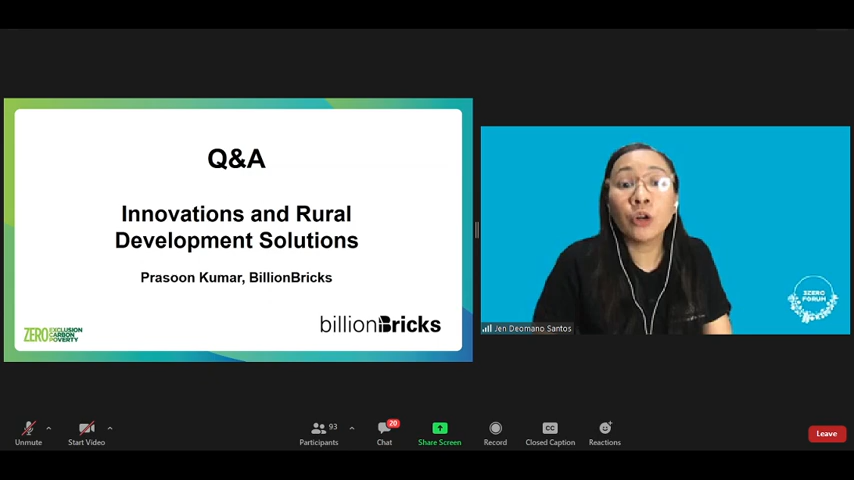 Q&A
Innovations and Rural
Development Solutions
Prasoon Kumar, BillionBricks
ZERO EXCLUSION
CARBON
POVERTY
billionBricks
3ZERO
FORUM
Jen Deomano Santos
Unmute
Start Video
93
Participants
20
Chat
Share Screen
Record
CC
Closed Caption
Reactions
Leave